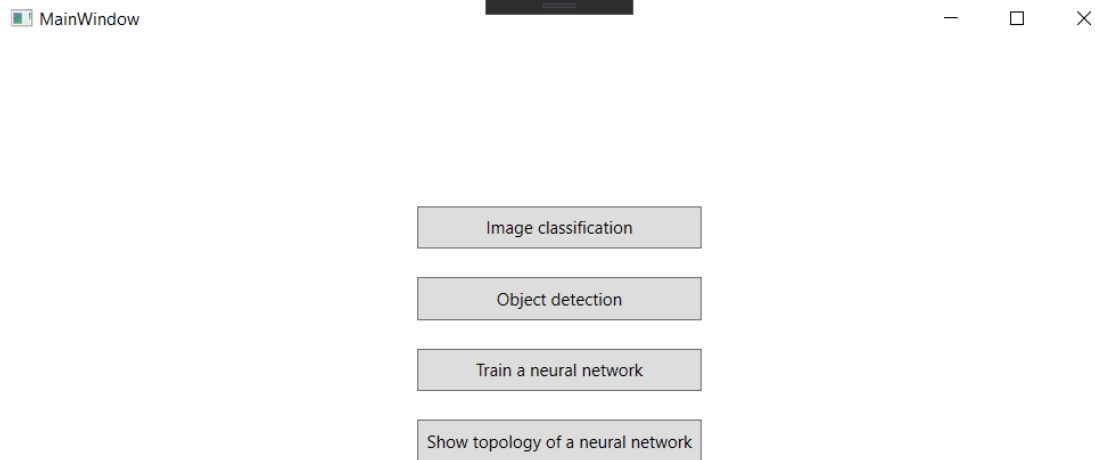 MainWindow
Image classification
Object detection
Train a neural network
Show topology of a neural network